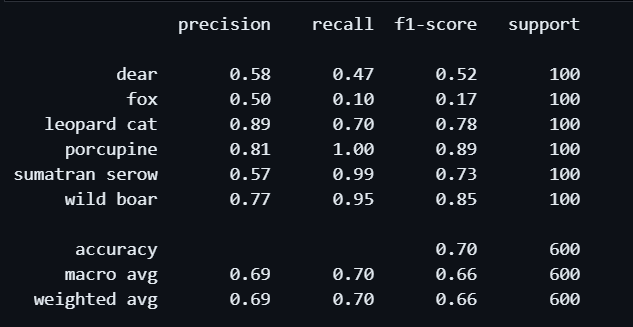 precision recall f1-score support
dear 0.58 0.47 0.52 100
fox 0.50 0.10 0.17 100
leopard cat 0.89 0.70 0.78 100
porcupine 0.81 1.00 0.89 100
sumatran serow 0.57 0.99 0.73 100
wild boar 0.77 0.95 0.85 100
accuracy 0.70 600
macro avg 0.69 0.70 0.66 600
weighted avg 0.69 0.70 0.66 600